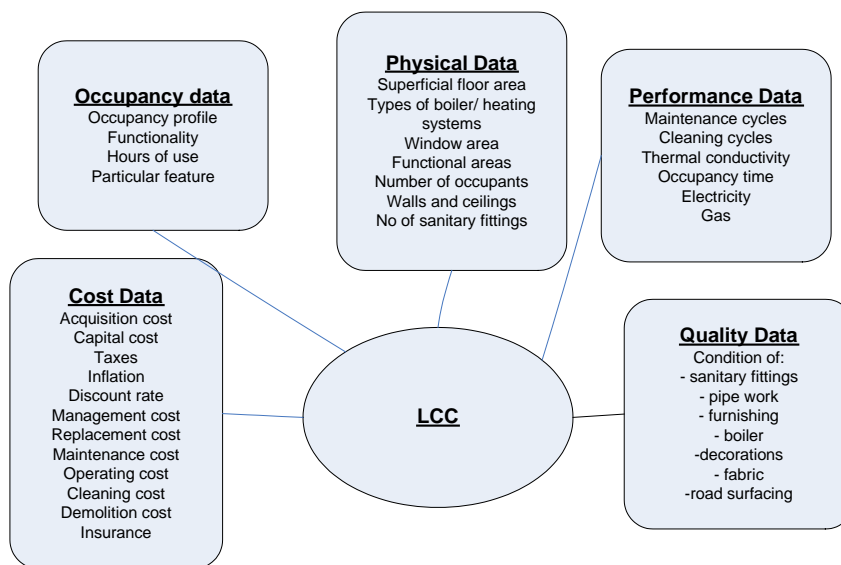 Occupancy data
Occupancy profile
Functionality
Hours of use
Particular feature
Physical Data
Superficial floor area
Types of boiler/ heating
systems
Window area
Functional areas
Number of occupants
Walls and ceilings
No of sanitary fittings
Performance Data
Maintenance cycles
Cleaning cycles
Thermal conductivity
Occupancy time
Electricity
Gas
Cost Data
Acquisition cost
Capital cost
Taxes
Inflation
Discount rate
Management cost
Replacement cost
Maintenance cost
Operating cost
Cleaning cost
Demolition cost
Insurance
LCC
Quality Data
Condition of:
- sanitary fittings
- pipe work
- furnishing
- boiler
-decorations
- fabric
-road surfacing